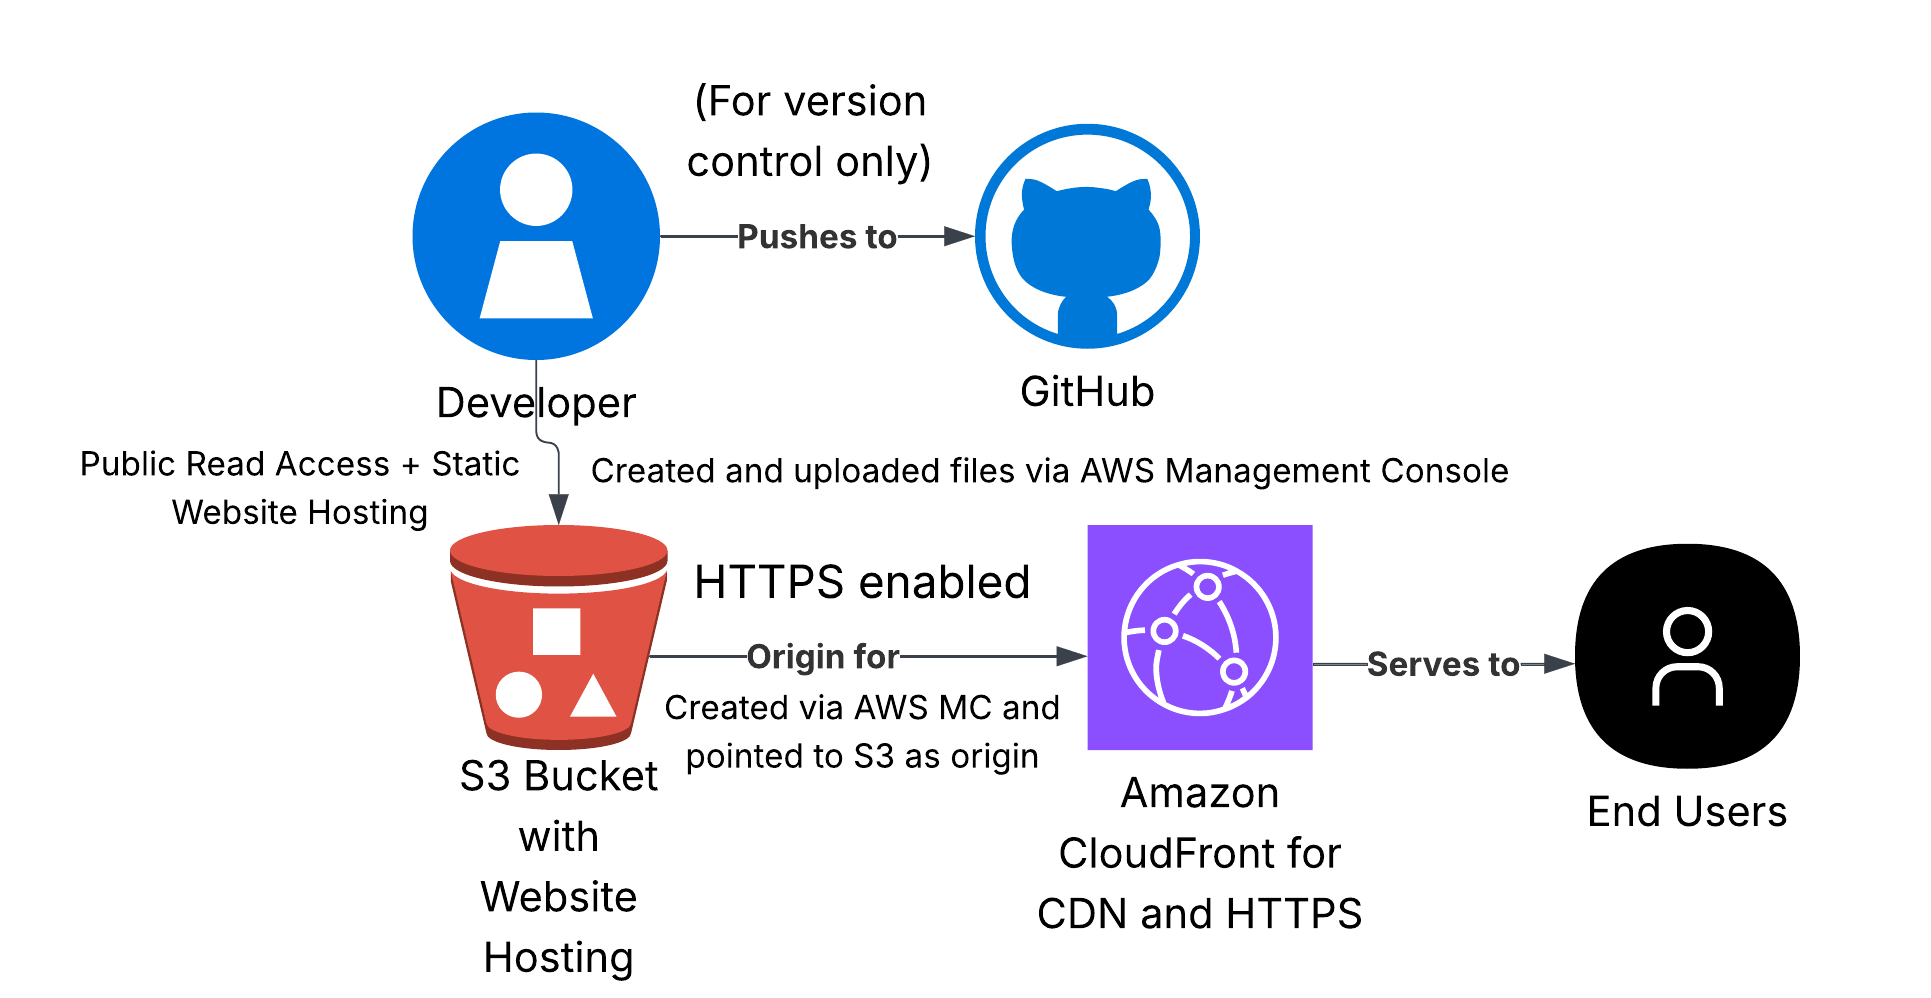 (For version
control only)
Pushes to
Developer
GitHub
Public Read Access + Static
Website Hosting
Created and uploaded files via AWS Management Console
HTTPS enabled
Origin for
Created via AWS MC and
pointed to S3 as origin
Serves to
S3 Bucket
with
Website
Hosting
Amazon
CloudFront for
CDN and HTTPS
End Users